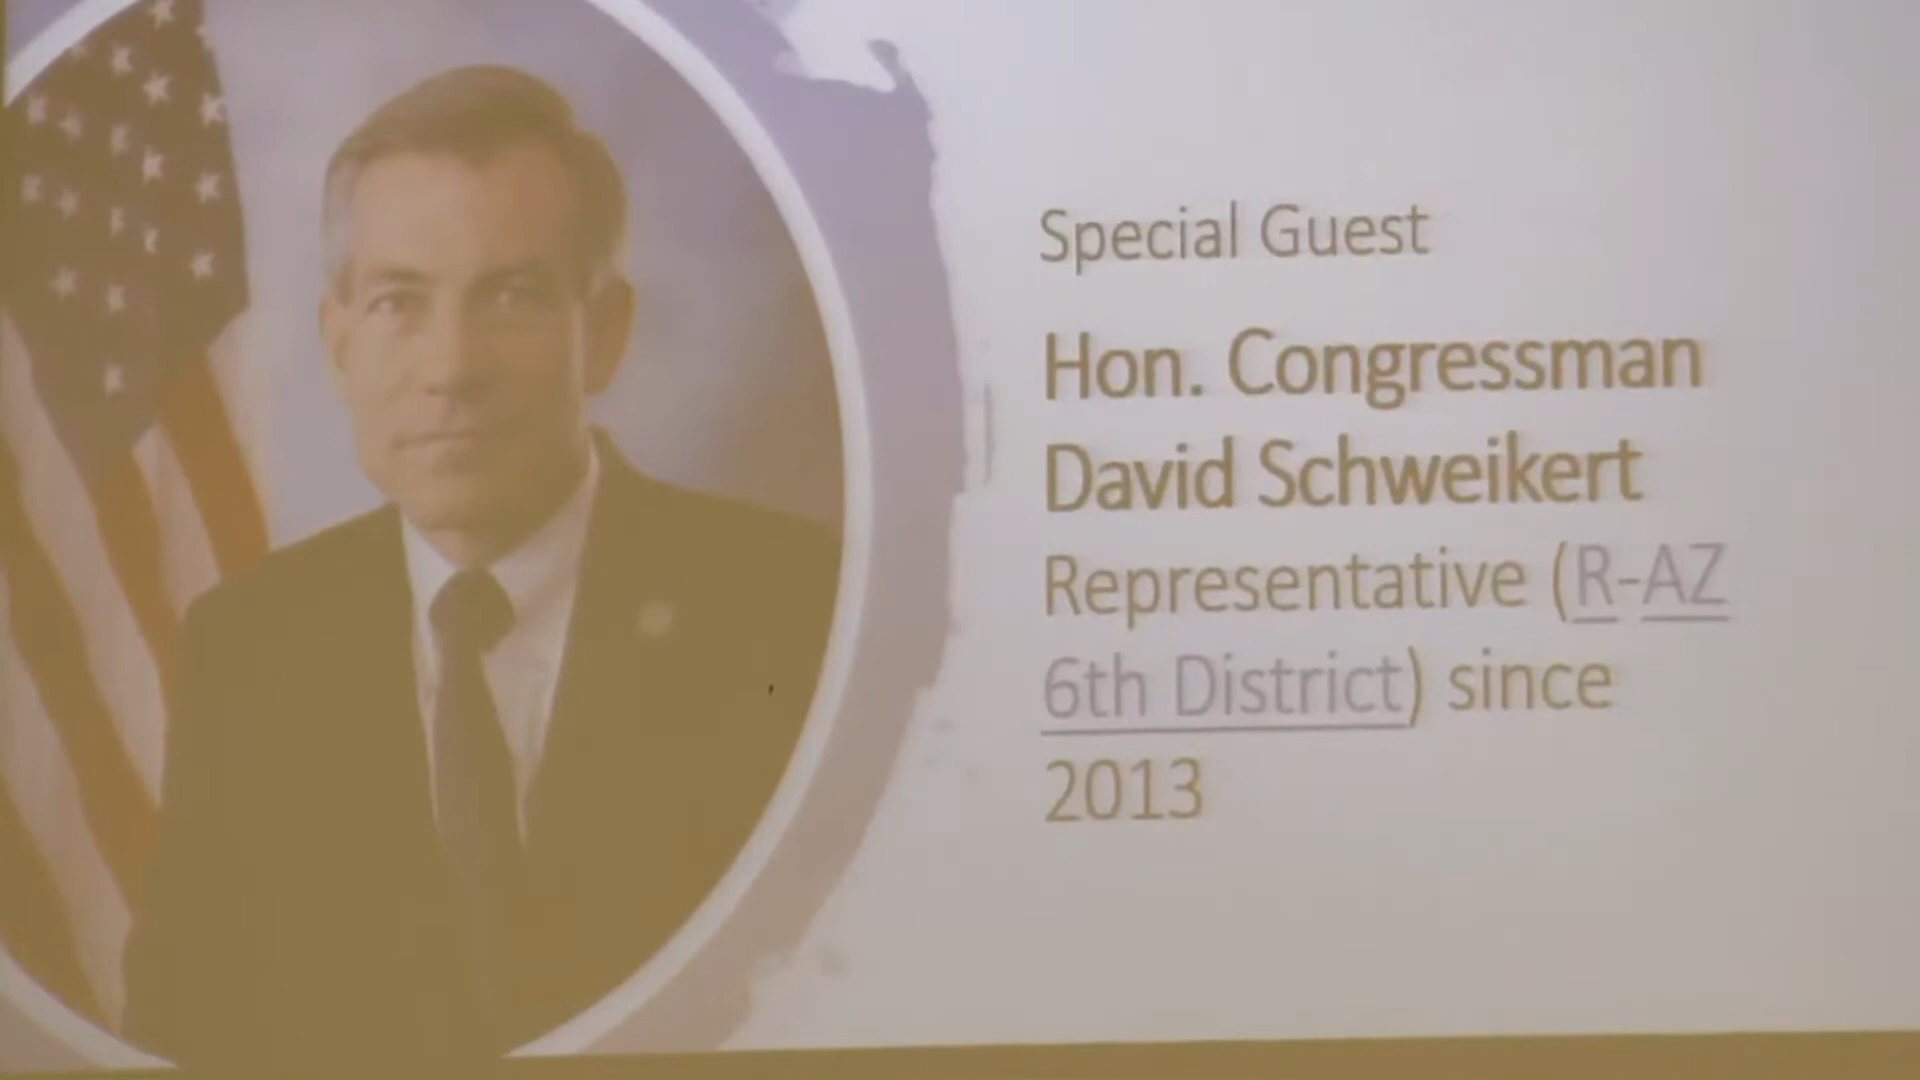 Special Guest
Hon. Congressman
David Schweikert
Representative (R-AZ
6th District) since
2013